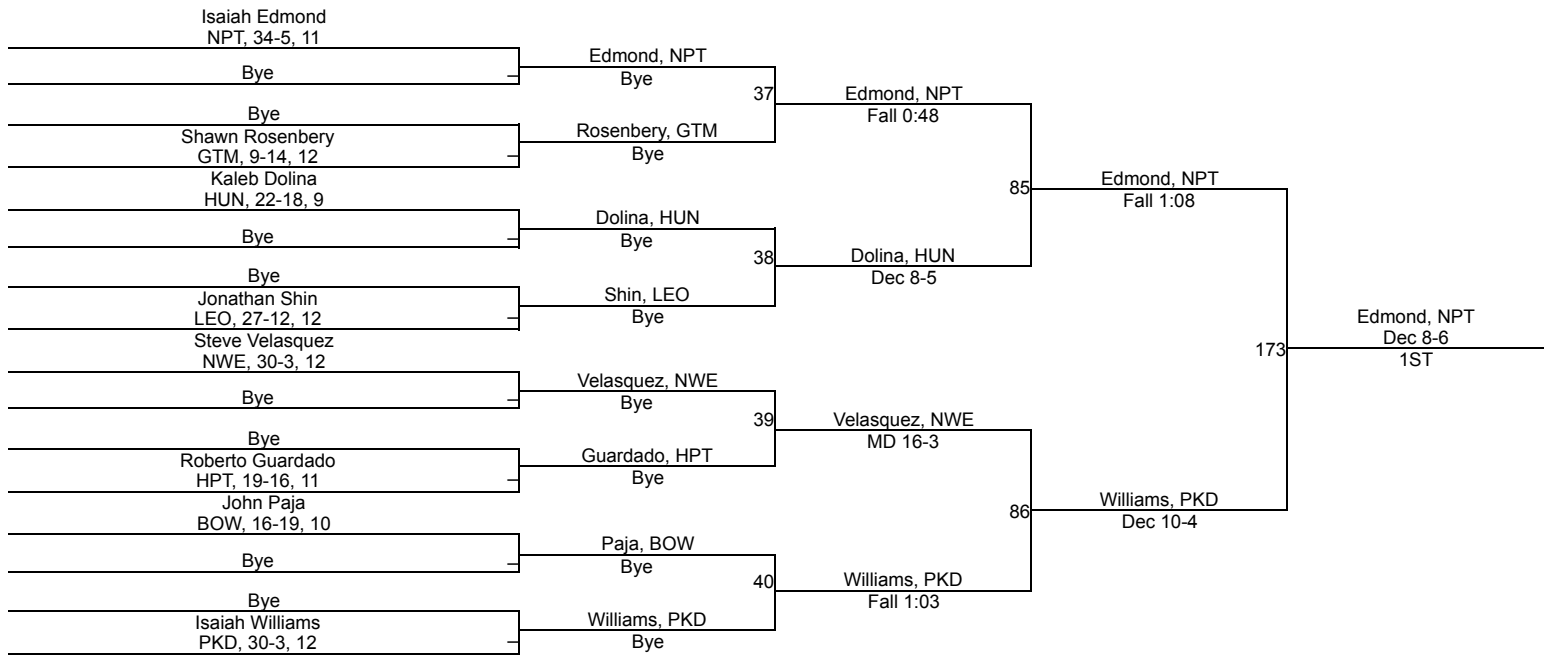 Isaiah Edmond
NPT, 34-5, 11
Bye
Bye
Shawn Rosenbery
GTM, 9-14, 12
Kaleb Dolina
HUN, 22-18, 9
Bye
Bye
Jonathan Shin
LEO, 27-12, 12
Steve Velasquez
NWE, 30-3, 12
Bye
Bye
Roberto Guardado
HPT, 19-16, 11
John Paja
BOW, 16-19, 10
Bye
Bye
Isaiah Williams
PKD, 30-3, 12
Edmond, NPT
Bye
37
Rosenbery, GTM
Bye
Dolina, HUN
Bye
38
Shin, LEO
Bye
Velasquez, NWE
Bye
39
Guardado, HPT
Bye
Paja, BOW
Bye
40
Williams, PKD
Bye
Edmond, NPT
Fall 0:48
85
Dolina, HUN
Dec 8-5
Velasquez, NWE
MD 16-3
86
Williams, PKD
Fall 1:03
Edmond, NPT
Fall 1:08
173
Williams, PKD
Dec 10-4
Edmond, NPT
Dec 8-6
1ST